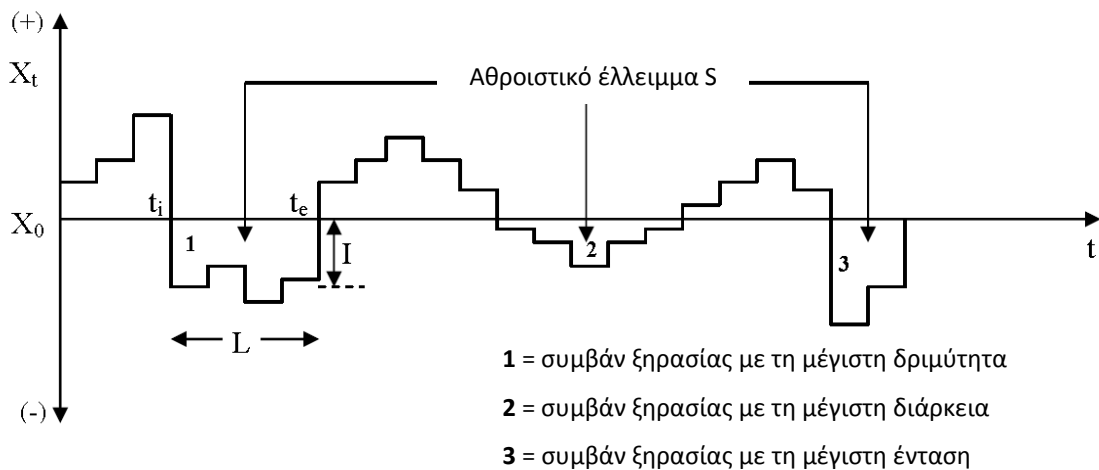 (+)
X_t
Αθροιστικό έλλειμμα S
t_i
t_e
X_0
1
I
2
3
t
L
1 = συμβάν ξηρασίας με τη μέγιστη δριμύτητα
(-)
2 = συμβάν ξηρασίας με τη μέγιστη διάρκεια
3 = συμβάν ξηρασίας με τη μέγιστη ένταση